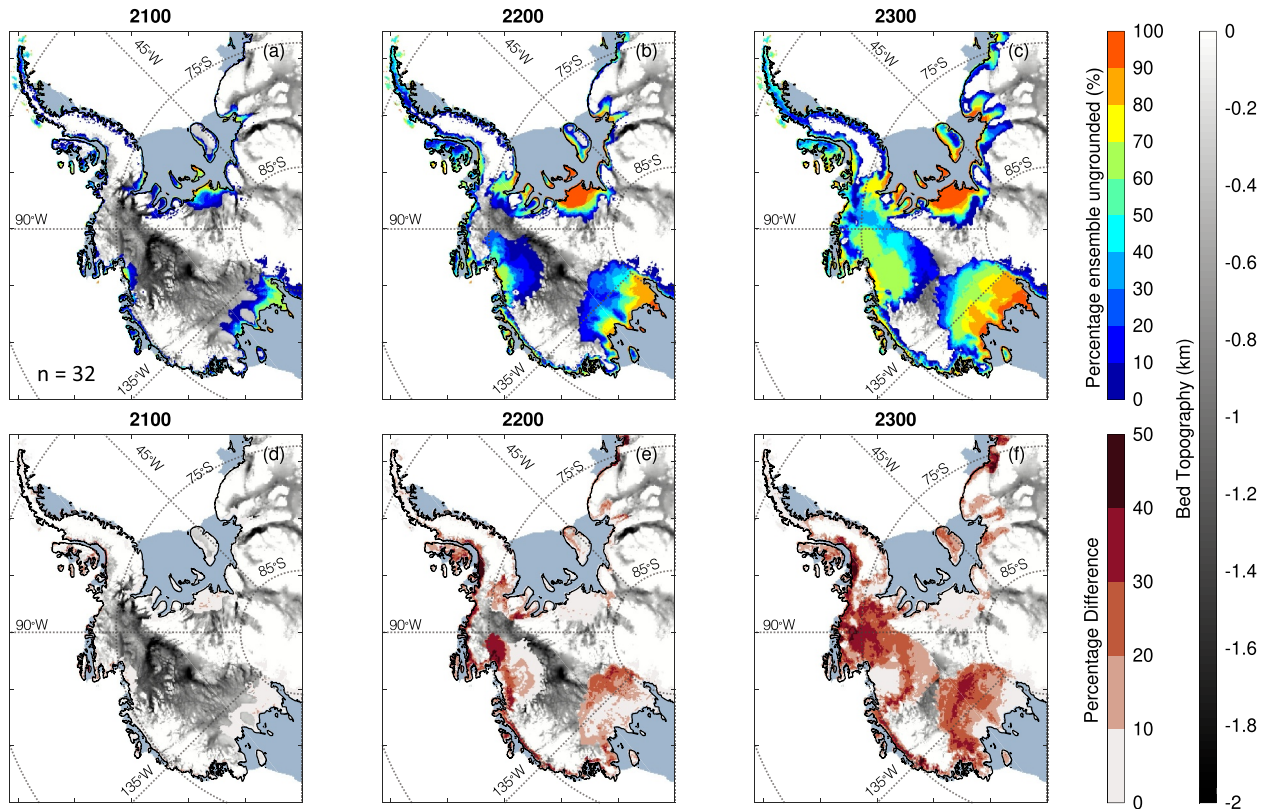 2100
2200
2300
(a)
45°W
75°S
85°S
90°W
135°W
n = 32
(b)
45°W
75°S
85°S
90°W
135°W
(c)
45°W
75°S
85°S
90°W
135°W
Percentage ensemble ungrounded (%)
100
90
80
70
60
50
40
30
20
10
0
Bed Topography (km)
0
-0.2
-0.4
-0.6
-0.8
-1
-1.2
-1.4
-1.6
-1.8
-2
2100
2200
2300
(d)
45°W
75°S
85°S
90°W
135°W
(e)
45°W
75°S
85°S
90°W
135°W
(f)
45°W
75°S
85°S
90°W
135°W
Percentage Difference
50
40
30
20
10
0